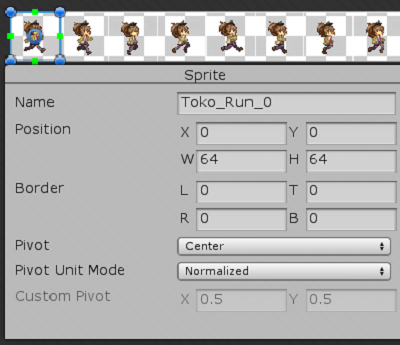 Sprite
Name Toko_Run_0
Position X 0 Y 0
W 64 H 64
Border L 0 T 0
R 0 B 0
Pivot Center
Pivot Unit Mode Normalized
Custom Pivot X 0.5 Y 0.5